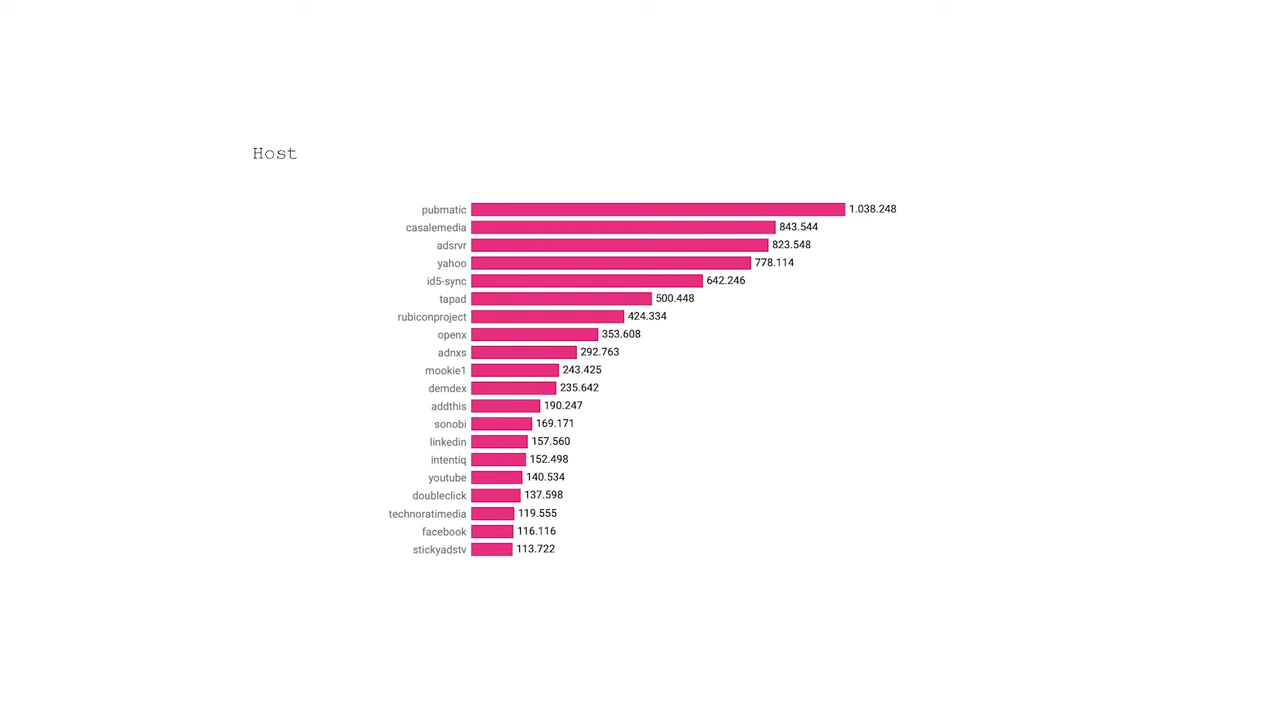 Host
pubmatic 1.038.248
casalemedia 843.544
adsrvr 823.548
yahoo 778.114
id5-sync 642.246
tapad 500.448
rubiconproject 424.334
openx 353.608
adnxs 292.763
mookie1 243.425
demdex 235.642
addthis 190.247
sonobi 169.171
linkedin 157.560
intentiq 152.498
youtube 140.534
doubleclick 137.598
technoratimedia 119.555
facebook 116.116
stickyadstv 113.722